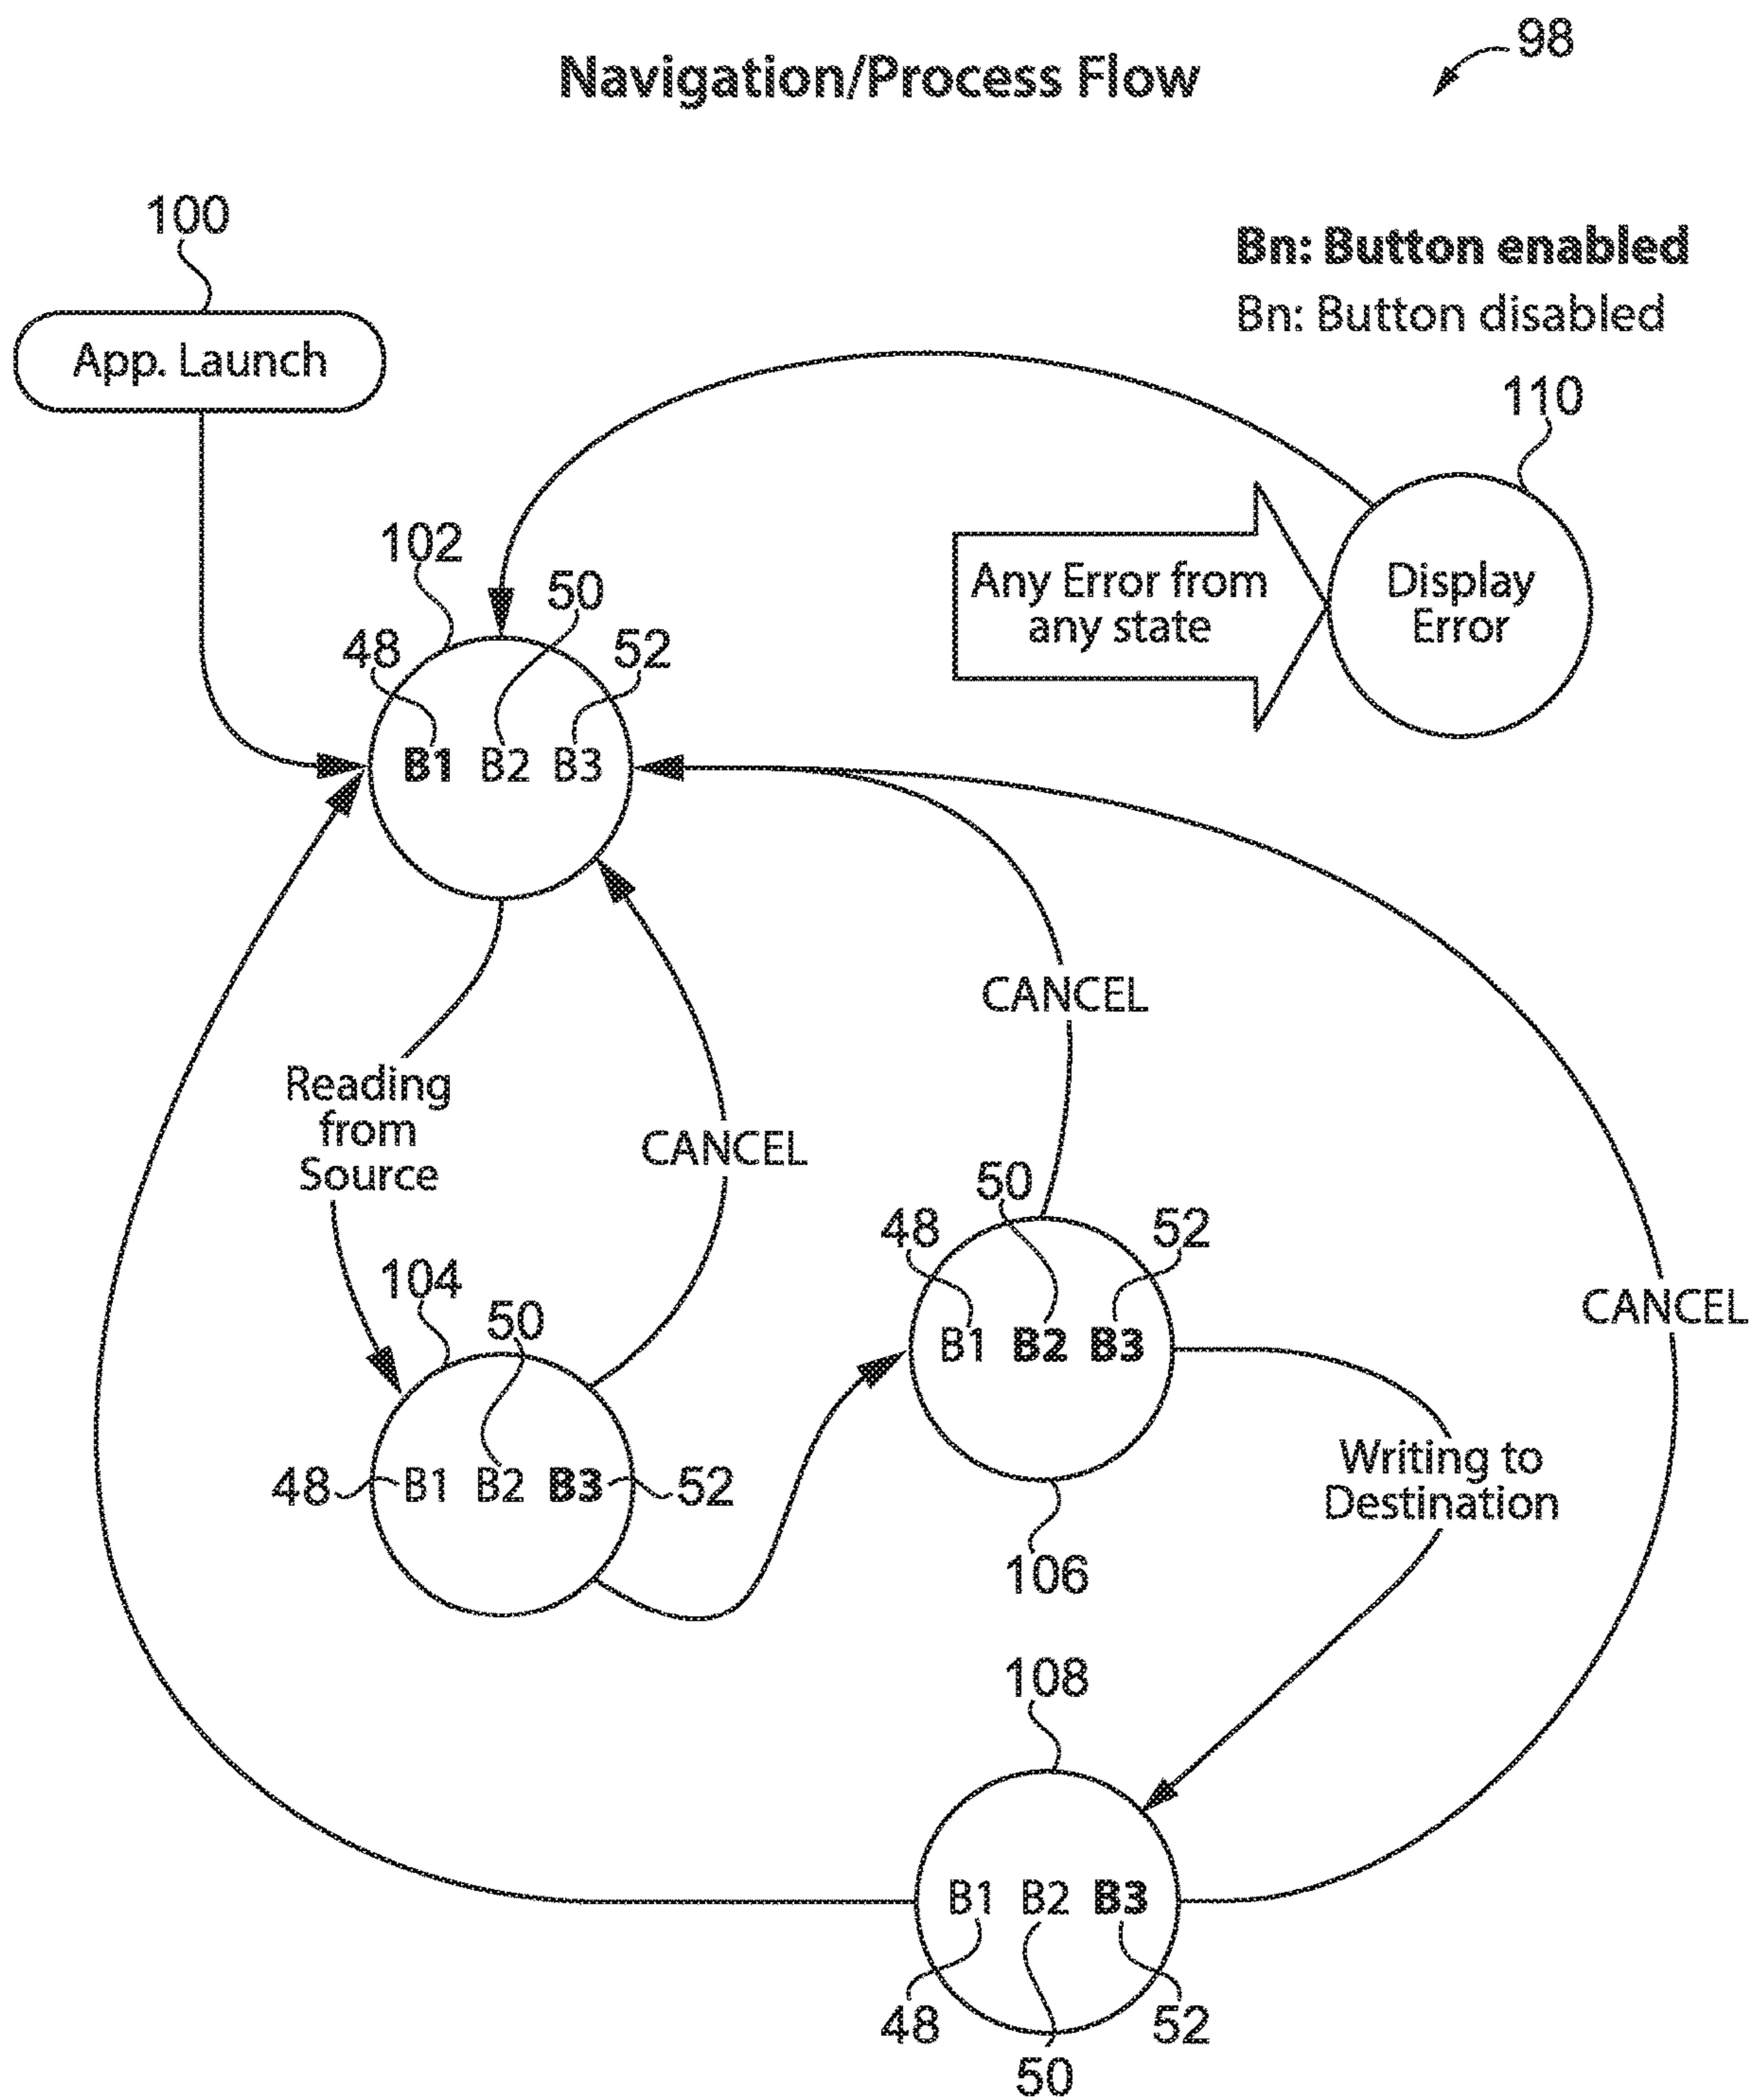 98
Navigation/Process Flow
100
Bn: Button enabled
Bn: Button disabled
App. Launch
110
102
50
48
52
Any Error from
any state
Display
Error
B1 B2 B3
CANCEL
Reading
from
Source
CANCEL
50
48
52
104
50
CANCEL
B1 B2 B3
48
B1 B2 B3
52
Writing to
Destination
106
108
B1 B2 B3
48
52
50